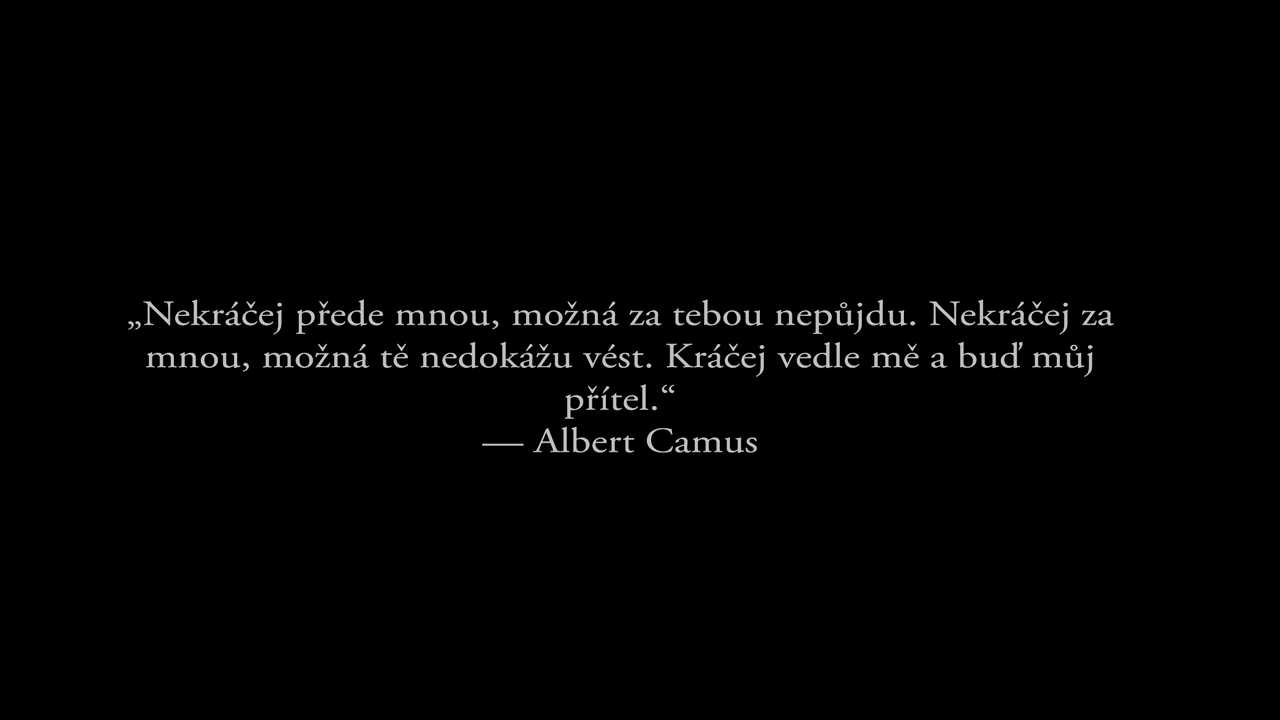 „Nekráčej přede mnou, možná za tebou nepůjdu. Nekráčej za
mnou, možná tě nedokážu vést. Kráčej vedle mě a buď můj
přítel.“
— Albert Camus